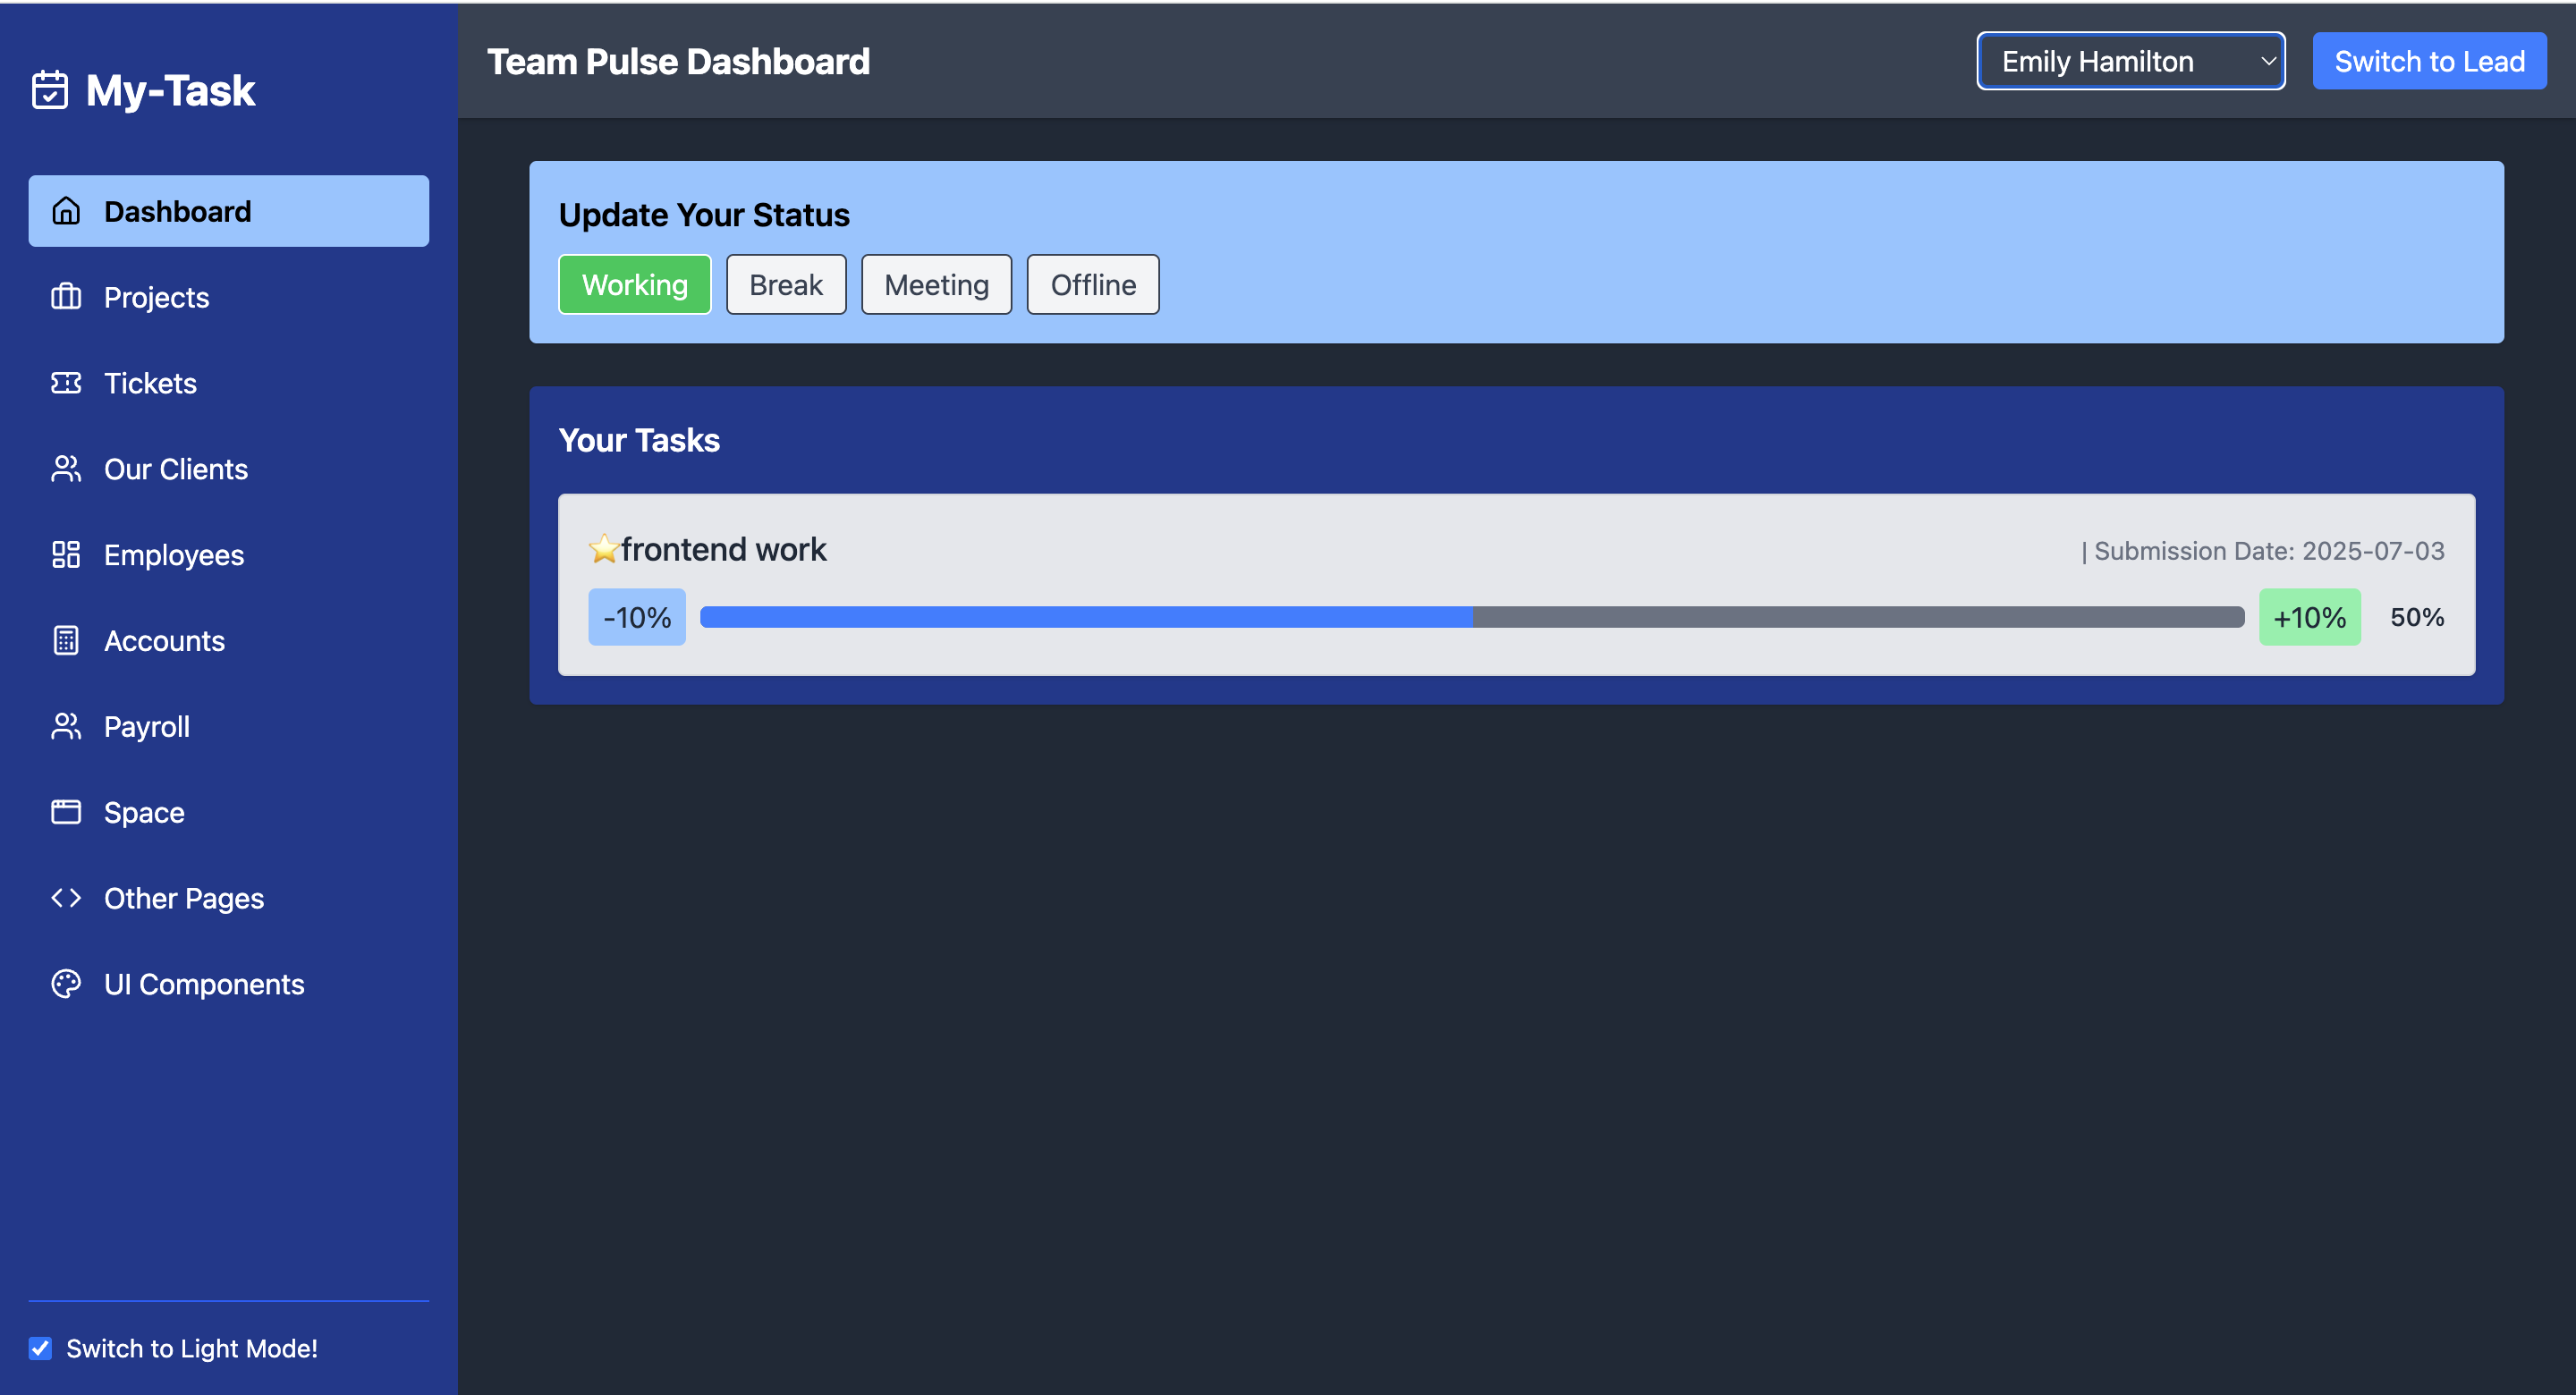 My-Task
Dashboard
Projects
Tickets
Our Clients
Employees
Accounts
Payroll
Space
Other Pages
UI Components
Switch to Light Mode!
Team Pulse Dashboard
Emily Hamilton
Switch to Lead
Update Your Status
Working Break Meeting Offline
Your Tasks
⭐frontend work | Submission Date: 2025-07-03
-10% +10% 50%